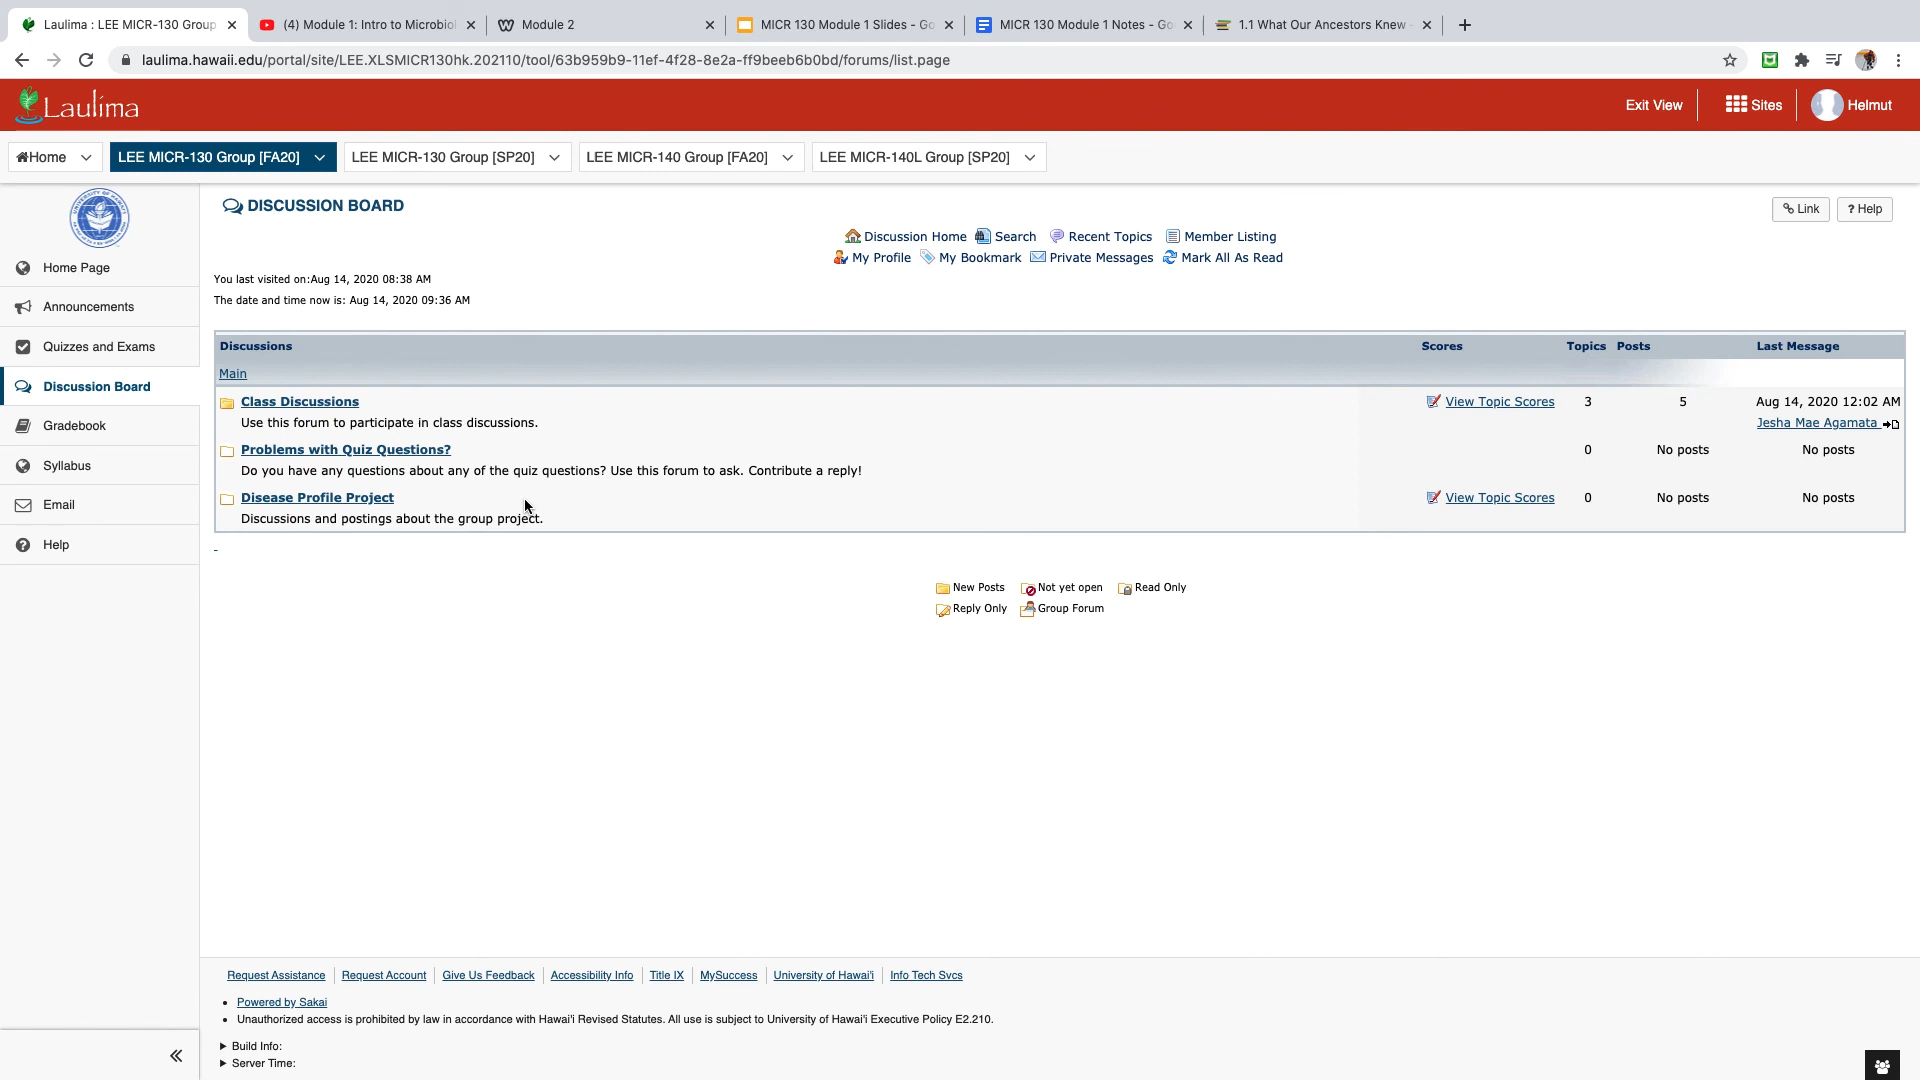 Laulima : LEE MICR-130 Group
(4) Module 1: Intro to Microbiol
Module 2
MICR 130 Module 1 Slides - Go
MICR 130 Module 1 Notes - Go
1.1 What Our Ancestors Knew
laulima.hawaii.edu/portal/site/LEE.XLSMICR130hk.202110/tool/63b959b9-11ef-4f28-8e2a-ff9beeb6b0bd/forums/list.page
Laulima
Exit View
Sites
Helmut
Home
LEE MICR-130 Group [FA20]
LEE MICR-130 Group [SP20]
LEE MICR-140 Group [FA20]
LEE MICR-140L Group [SP20]
Home Page
Announcements
Quizzes and Exams
Discussion Board
Gradebook
Syllabus
Email
Help
DISCUSSION BOARD
Link
? Help
Discussion Home Search Recent Topics Member Listing
My Profile My Bookmark Private Messages Mark All As Read
You last visited on:Aug 14, 2020 08:38 AM
The date and time now is: Aug 14, 2020 09:36 AM
Discussions Scores Topics Posts Last Message
Main
Class Discussions View Topic Scores 3 5 Aug 14, 2020 12:02 AM
Use this forum to participate in class discussions. Jesha Mae Agamata
Problems with Quiz Questions? 0 No posts No posts
Do you have any questions about any of the quiz questions? Use this forum to ask. Contribute a reply!
Disease Profile Project View Topic Scores 0 No posts No posts
Discussions and postings about the group project.
New Posts Not yet open Read Only
Reply Only Group Forum
Request Assistance Request Account Give Us Feedback Accessibility Info Title IX MySuccess University of Hawaiʻi Info Tech Svcs
Powered by Sakai
Unauthorized access is prohibited by law in accordance with Hawaiʻi Revised Statutes. All use is subject to University of Hawaiʻi Executive Policy E2.210.
Build Info:
Server Time: